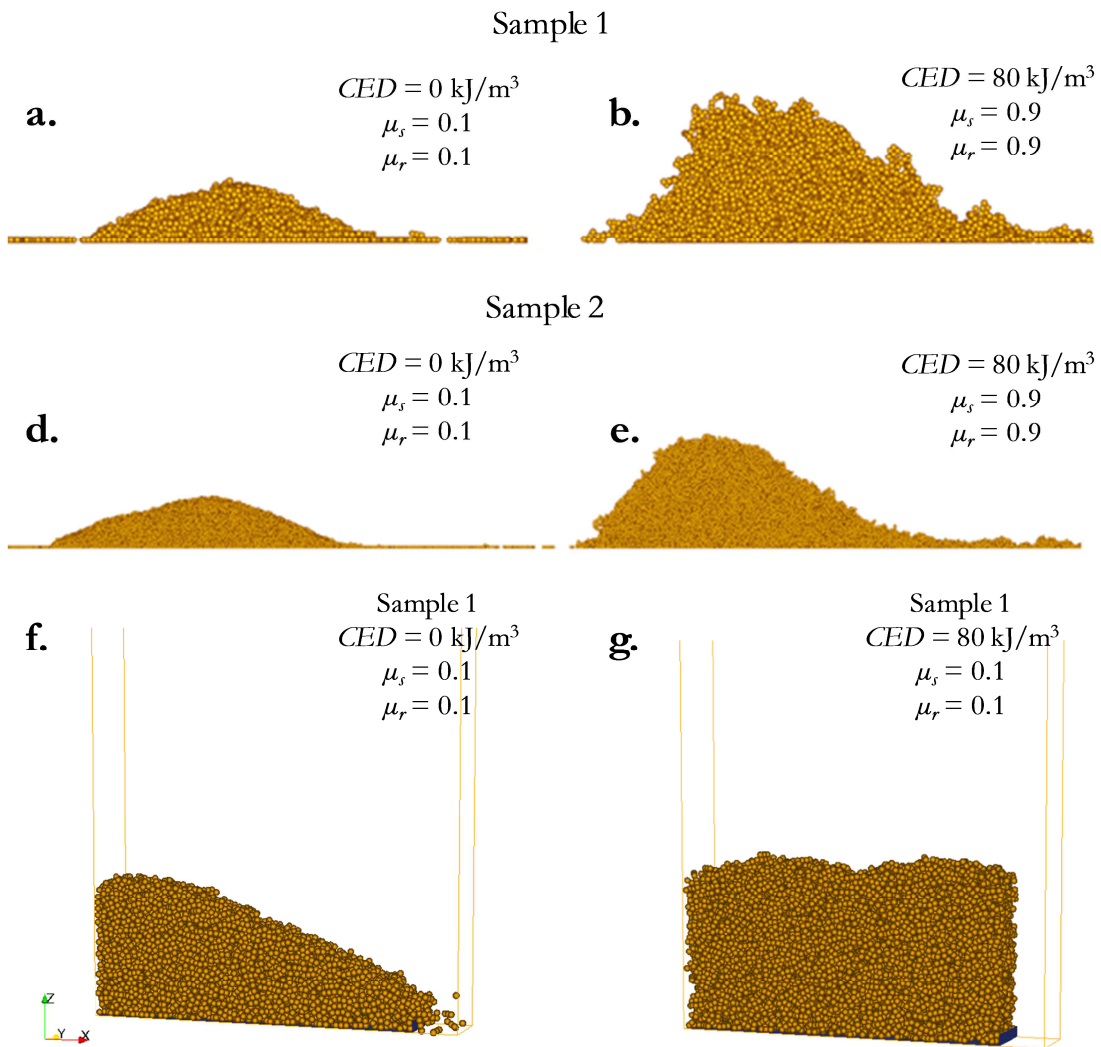 Sample 1
a.
CED = 0 kJ/m³
μs = 0.1
μr = 0.1
b.
CED = 80 kJ/m³
μs = 0.9
μr = 0.9
Sample 2
d.
CED = 0 kJ/m³
μs = 0.1
μr = 0.1
e.
CED = 80 kJ/m³
μs = 0.9
μr = 0.9
f.
Sample 1
CED = 0 kJ/m³
μs = 0.1
μr = 0.1
g.
Sample 1
CED = 80 kJ/m³
μs = 0.1
μr = 0.1
Z
Y
X